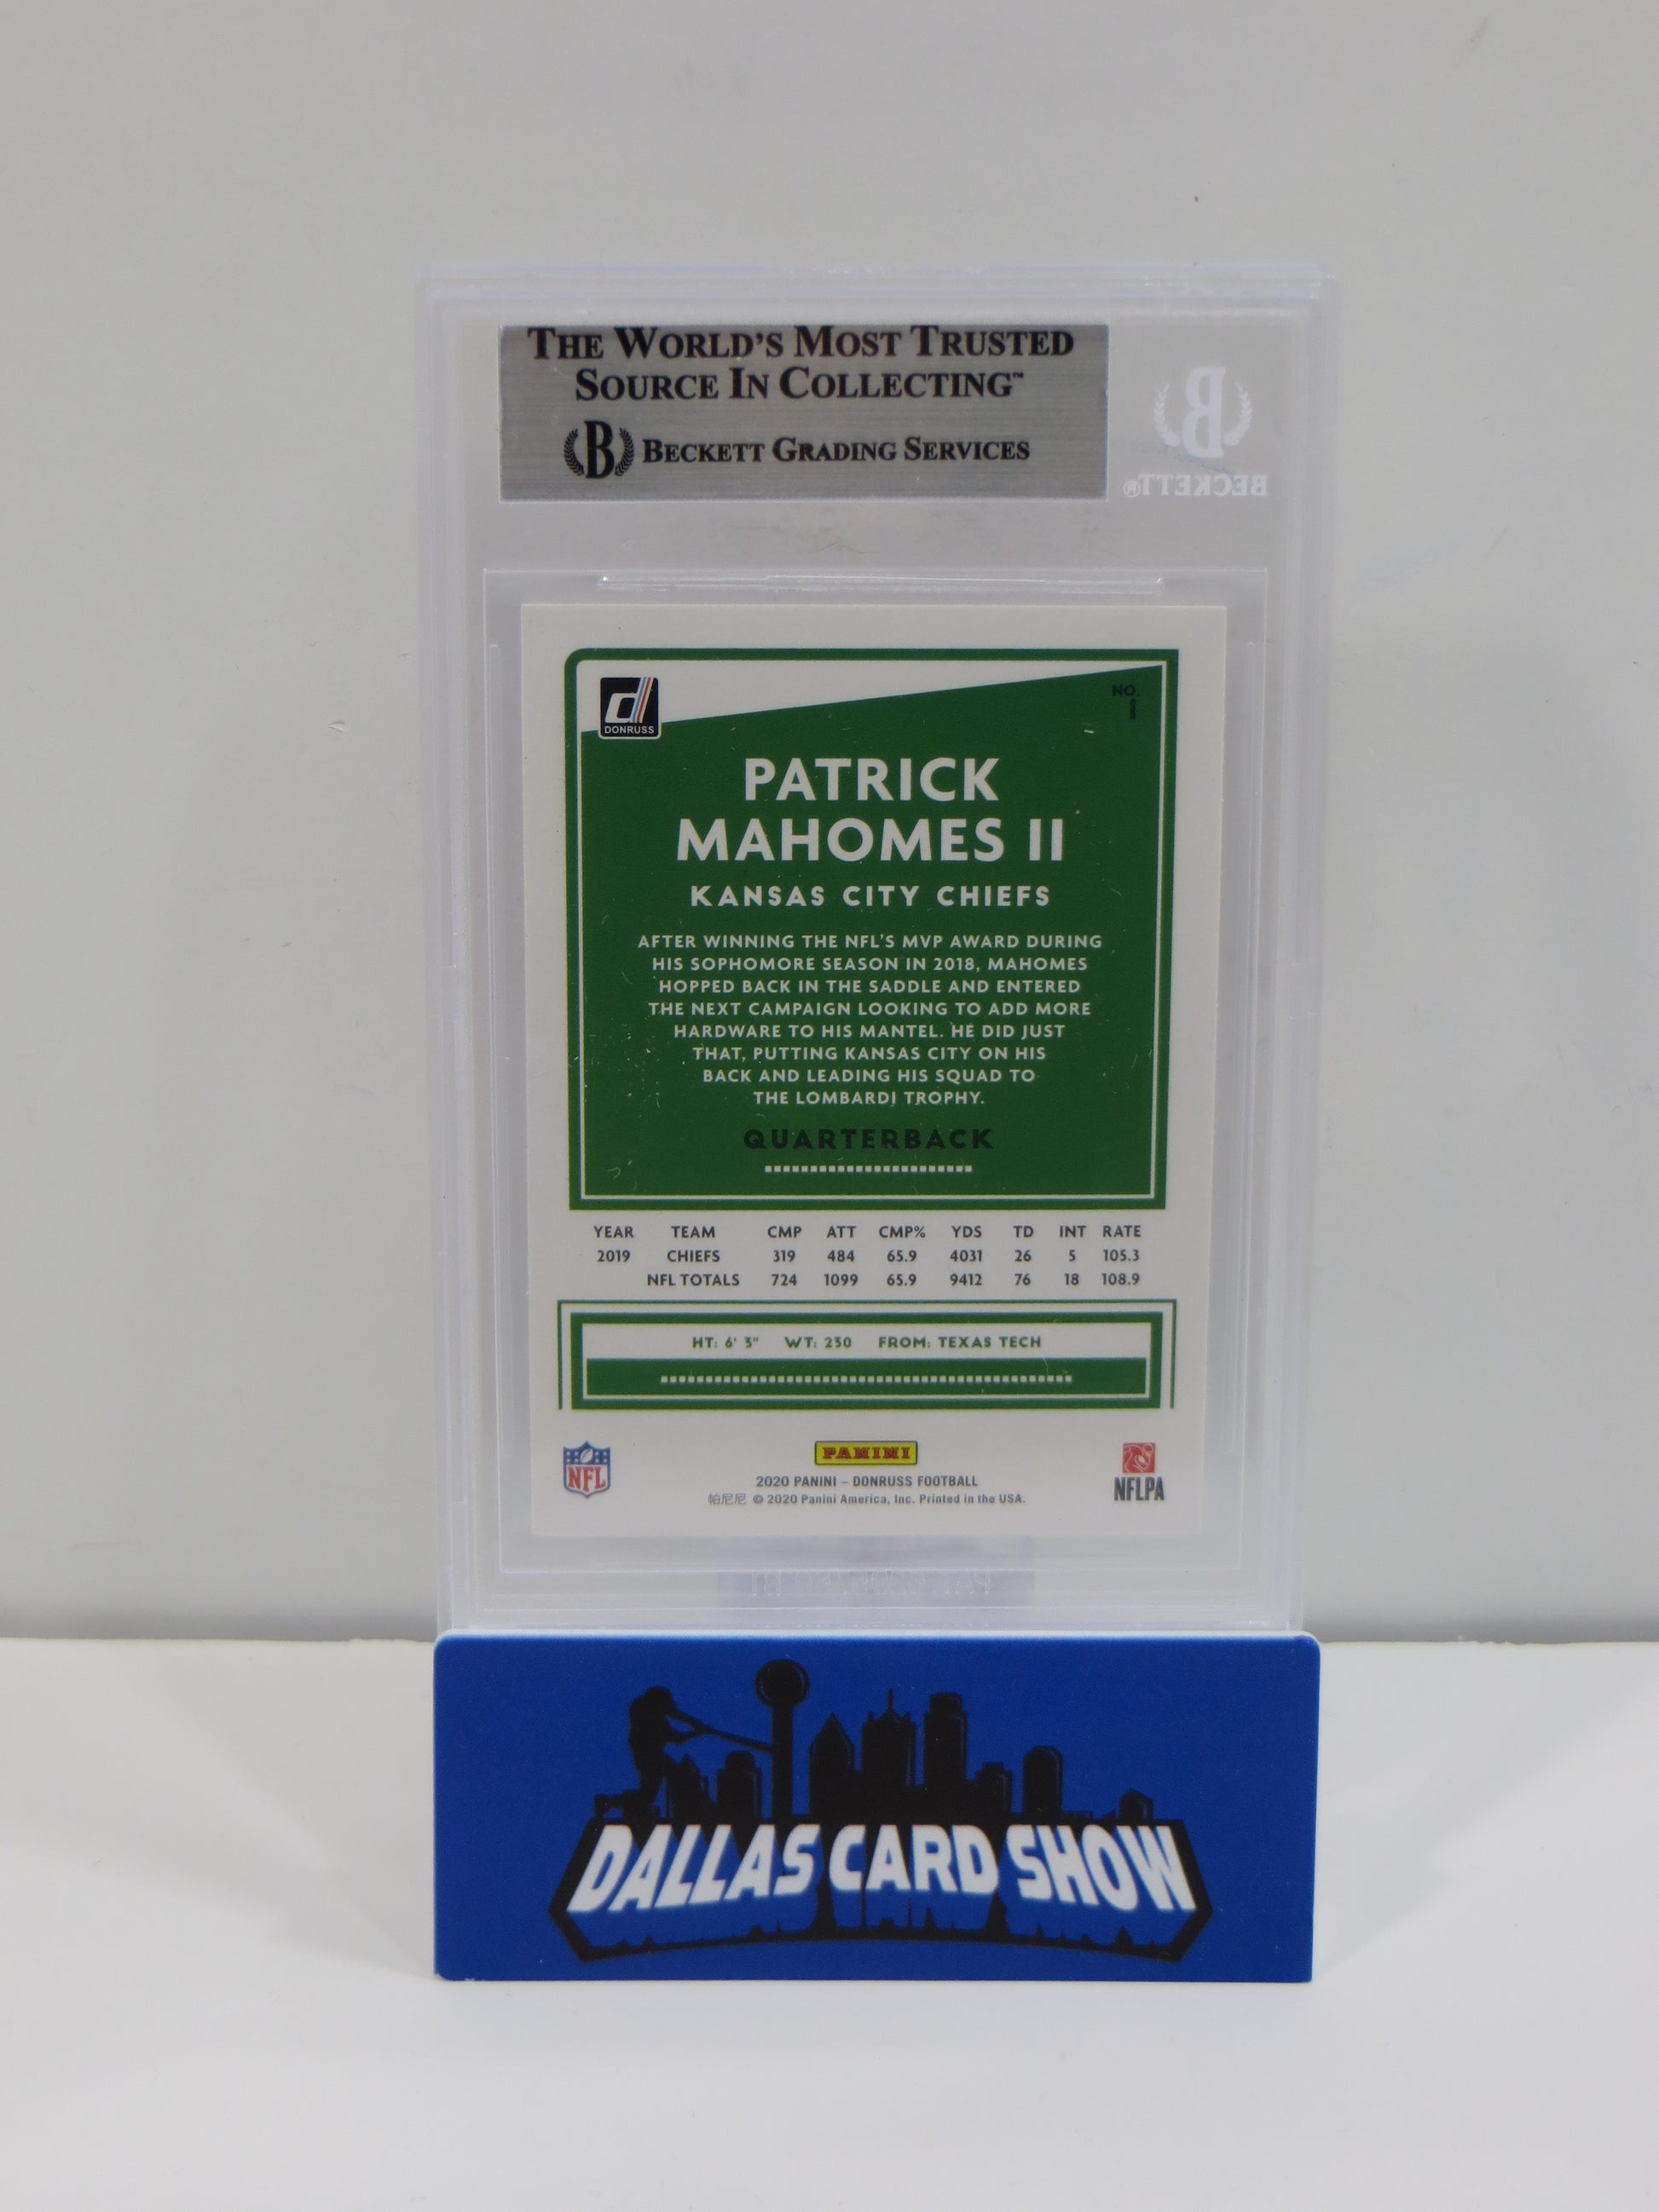 THE WORLD'S MOST TRUSTED
SOURCE IN COLLECTING™
B BECKETT GRADING SERVICES
B
BECKETT®
d
DONRUSS
NO.
1
PATRICK
MAHOMES II
KANSAS CITY CHIEFS
AFTER WINNING THE NFL'S MVP AWARD DURING
HIS SOPHOMORE SEASON IN 2018, MAHOMES
HOPPED BACK IN THE SADDLE AND ENTERED
THE NEXT CAMPAIGN LOOKING TO ADD MORE
HARDWARE TO HIS MANTEL. HE DID JUST
THAT, PUTTING KANSAS CITY ON HIS
BACK AND LEADING HIS SQUAD TO
THE LOMBARDI TROPHY.
QUARTERBACK
YEAR TEAM CMP ATT CMP% YDS TD INT RATE
2019 CHIEFS 319 484 65.9 4031 26 5 105.3
NFL TOTALS 724 1099 65.9 9412 76 18 108.9
HT: 6' 3" WT: 230 FROM: TEXAS TECH
NFL
PANINI
2020 PANINI – DONRUSS FOOTBALL
帕尼尼 © 2020 Panini America, Inc. Printed in the USA.
NFLPA
DALLAS CARD SHOW